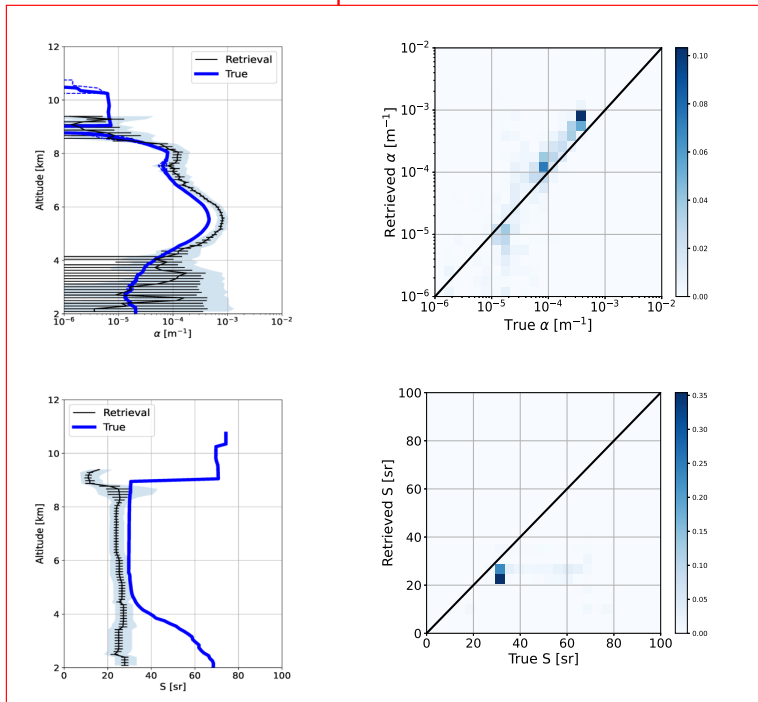 12
10
8
6
4
2
Altitude [km]
Retrieval
True
10⁻⁶ 10⁻⁵ 10⁻⁴ 10⁻³ 10⁻²
α [m⁻¹]
10⁻²
10⁻³
10⁻⁴
10⁻⁵
10⁻⁶
Retrieved α [m⁻¹]
10⁻⁶ 10⁻⁵ 10⁻⁴ 10⁻³ 10⁻²
True α [m⁻¹]
0.10
0.08
0.06
0.04
0.02
0.00
12
10
8
6
4
2
Altitude [km]
Retrieval
True
0 20 40 60 80 100
S [sr]
100
80
60
40
20
0
Retrieved S [sr]
0 20 40 60 80 100
True S [sr]
0.35
0.30
0.25
0.20
0.15
0.10
0.05
0.00